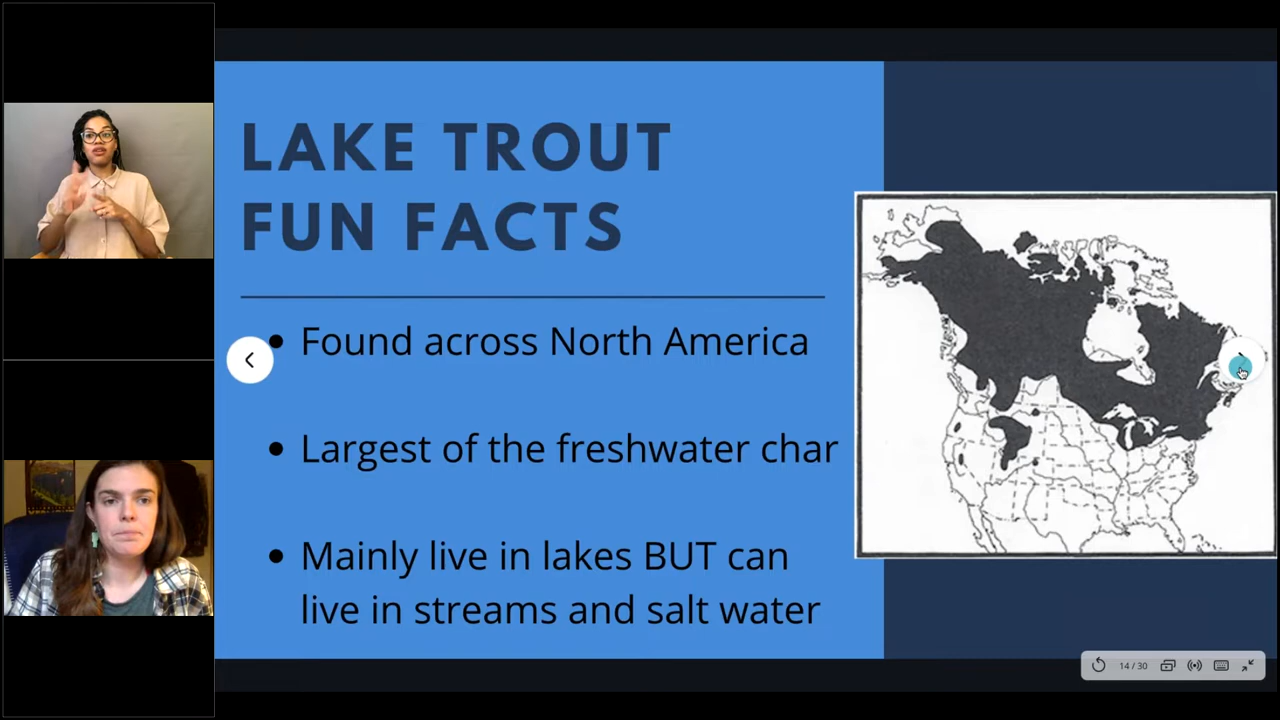 LAKE TROUT
FUN FACTS
• Found across North America
• Largest of the freshwater char
• Mainly live in lakes BUT can
live in streams and salt water
14 / 30